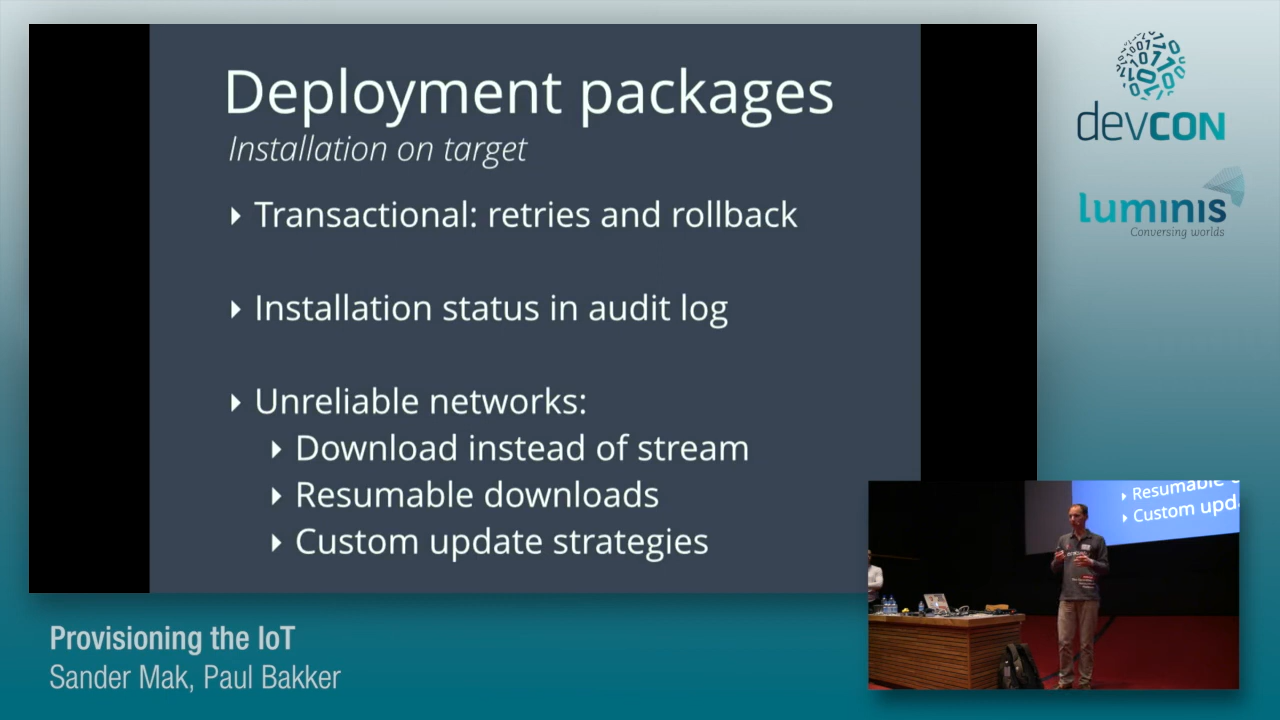 Deployment packages
Installation on target
Transactional: retries and rollback
Installation status in audit log
Unreliable networks:
Download instead of stream
Resumable downloads
Custom update strategies
devcon
luminis
Conversing worlds
Resumable
Custom upd
Provisioning the IoT
Sander Mak, Paul Bakker